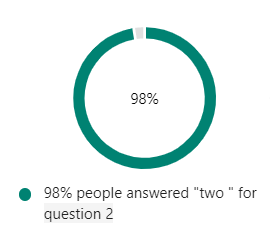 98%
98% people answered "two " for
question 2